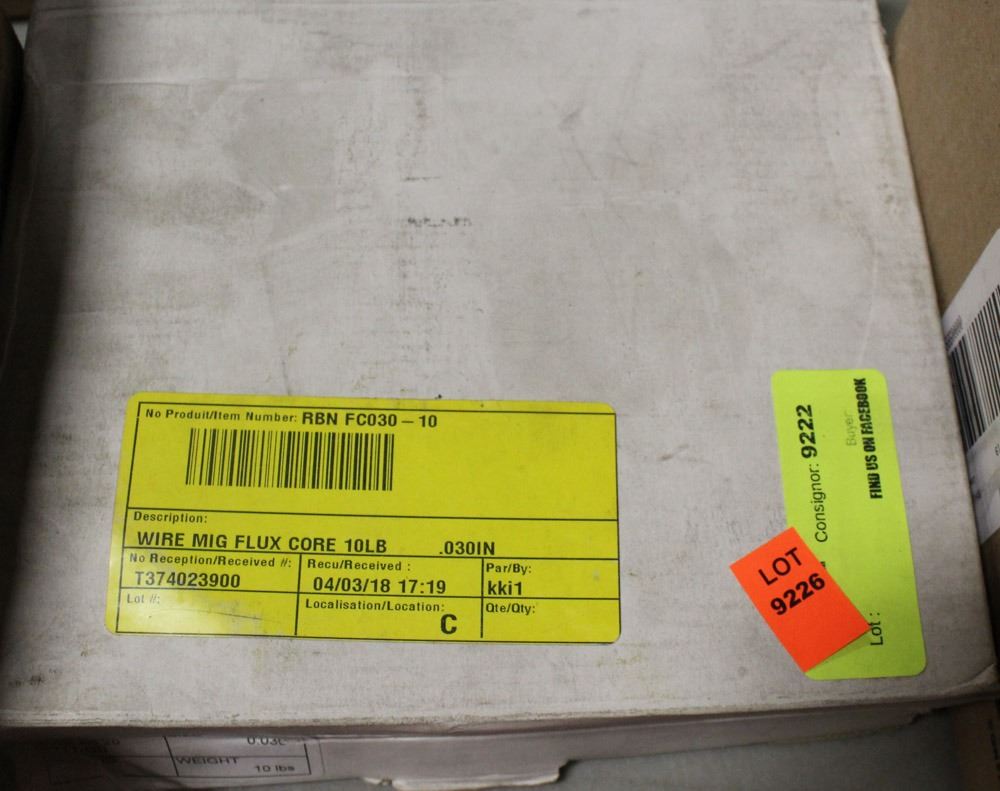 No Produit/Item Number: RBN FC030-10
Description:
WIRE MIG FLUX CORE 10LB .030IN
No Reception/Received #:
T374023900
Recu/Received :
04/03/18 17:19
Par/By:
kki1
Lot #:
Localisation/Location:
C
Qte/Qty:
Consignor: 9222
Buyer
FIND US ON FACEBOOK
Lot :
LOT
9226
WEIGHT
10 lbs